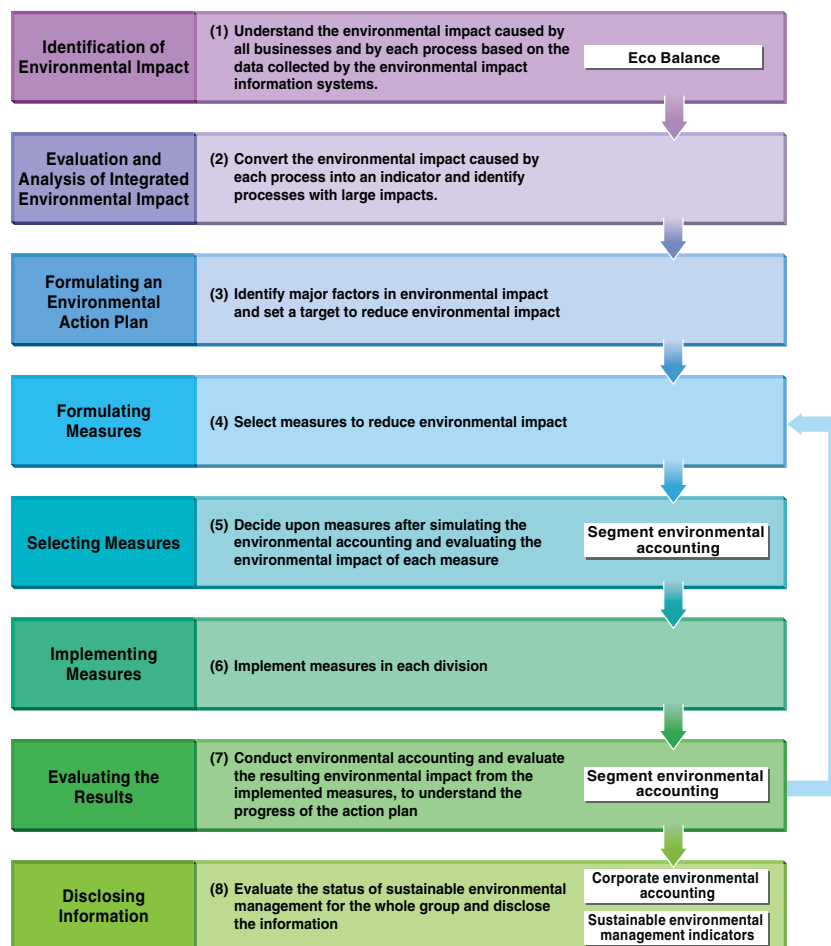 Identification of
Environmental Impact
(1) Understand the environmental impact caused by
all businesses and by each process based on the
data collected by the environmental impact
information systems.
Eco Balance
Evaluation and
Analysis of Integrated
Environmental Impact
(2) Convert the environmental impact caused by
each process into an indicator and identify
processes with large impacts.
Formulating an
Environmental
Action Plan
(3) Identify major factors in environmental impact
and set a target to reduce environmental impact
Formulating
Measures
(4) Select measures to reduce environmental impact
Selecting Measures
(5) Decide upon measures after simulating the
environmental accounting and evaluating the
environmental impact of each measure
Segment environmental
accounting
Implementing
Measures
(6) Implement measures in each division
Evaluating the
Results
(7) Conduct environmental accounting and evaluate
the resulting environmental impact from the
implemented measures, to understand the
progress of the action plan
Segment environmental
accounting
Disclosing
Information
(8) Evaluate the status of sustainable environmental
management for the whole group and disclose
the information
Corporate environmental
accounting
Sustainable environmental
management indicators